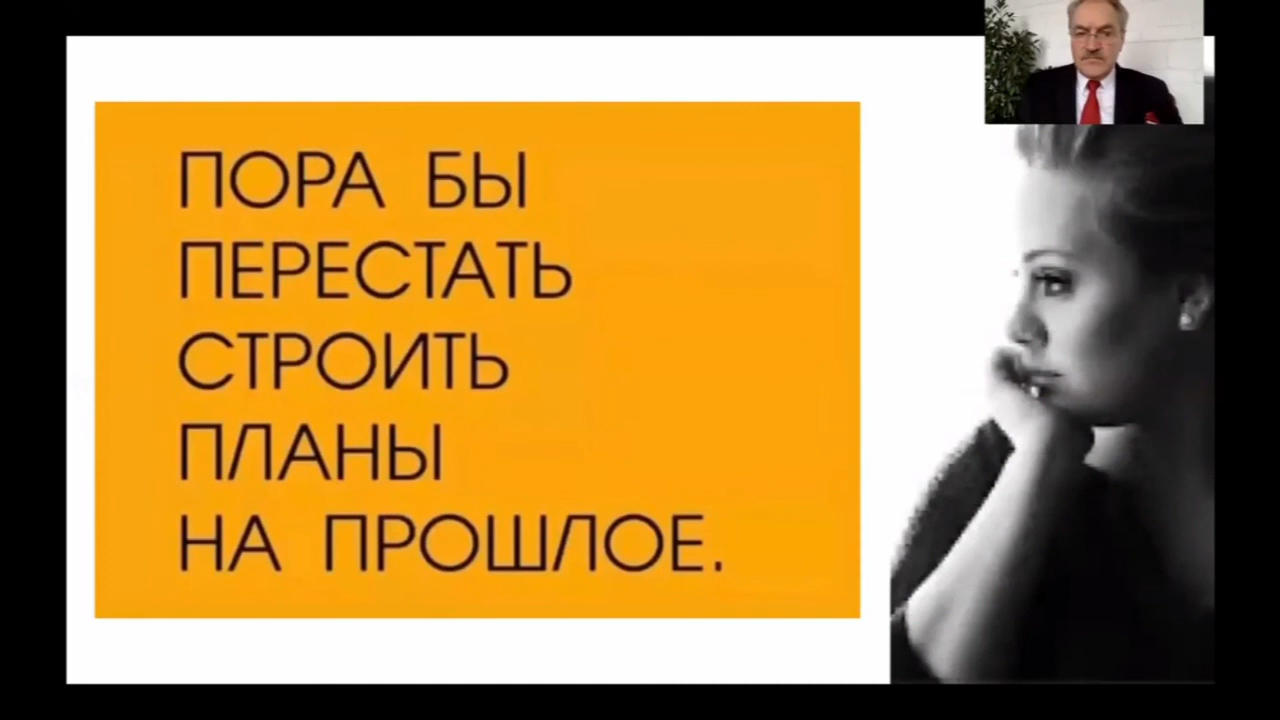 ПОРА БЫ
ПЕРЕСТАТЬ
СТРОИТЬ
ПЛАНЫ
НА ПРОШЛОЕ.